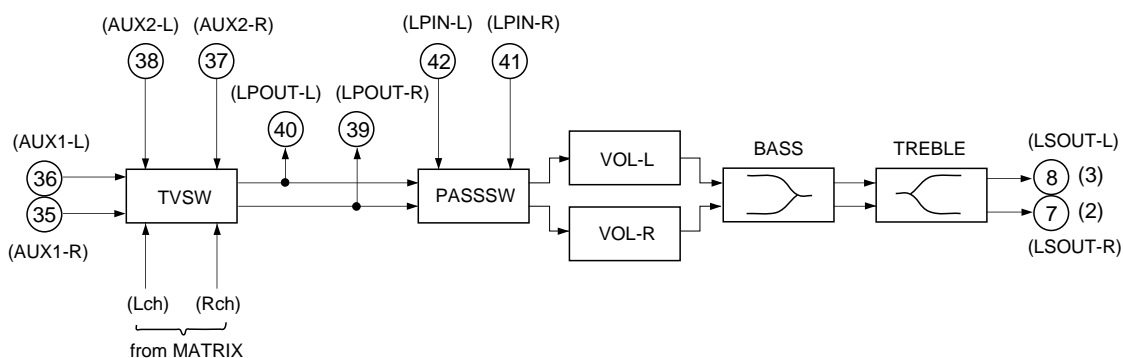 (AUX2-L) (AUX2-R)
(LPIN-L) (LPIN-R)
38 37
42 41
(LPOUT-L) (LPOUT-R)
40 39
(AUX1-L)
36
35
(AUX1-R)
TVSW
PASSSW
VOL-L
VOL-R
BASS
TREBLE
(LSOUT-L)
8 (3)
7 (2)
(LSOUT-R)
(Lch) (Rch)
from MATRIX